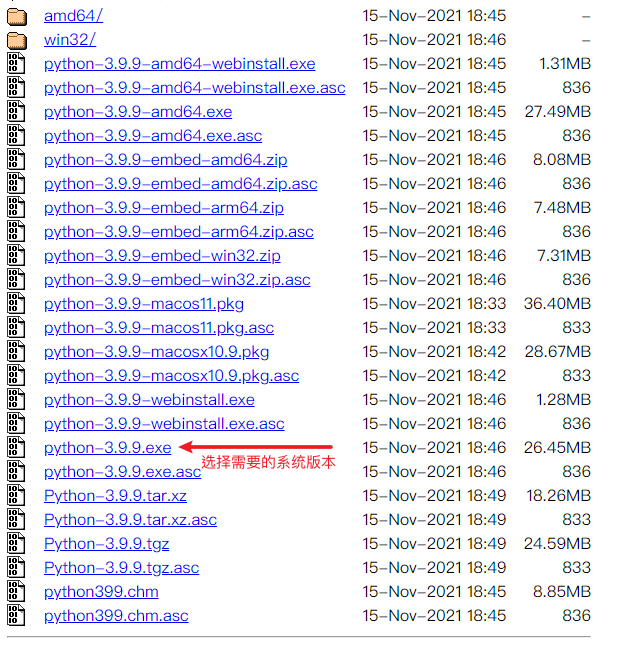 amd64/ 15-Nov-2021 18:45 -
win32/ 15-Nov-2021 18:46 -
python-3.9.9-amd64-webinstall.exe 15-Nov-2021 18:45 1.31MB
python-3.9.9-amd64-webinstall.exe.asc 15-Nov-2021 18:45 836
python-3.9.9-amd64.exe 15-Nov-2021 18:45 27.49MB
python-3.9.9-amd64.exe.asc 15-Nov-2021 18:45 836
python-3.9.9-embed-amd64.zip 15-Nov-2021 18:46 8.08MB
python-3.9.9-embed-amd64.zip.asc 15-Nov-2021 18:46 836
python-3.9.9-embed-arm64.zip 15-Nov-2021 18:46 7.48MB
python-3.9.9-embed-arm64.zip.asc 15-Nov-2021 18:46 836
python-3.9.9-embed-win32.zip 15-Nov-2021 18:46 7.31MB
python-3.9.9-embed-win32.zip.asc 15-Nov-2021 18:46 836
python-3.9.9-macos11.pkg 15-Nov-2021 18:33 36.40MB
python-3.9.9-macos11.pkg.asc 15-Nov-2021 18:33 833
python-3.9.9-macosx10.9.pkg 15-Nov-2021 18:42 28.67MB
python-3.9.9-macosx10.9.pkg.asc 15-Nov-2021 18:42 833
python-3.9.9-webinstall.exe 15-Nov-2021 18:46 1.28MB
python-3.9.9-webinstall.exe.asc 15-Nov-2021 18:46 836
python-3.9.9.exe 15-Nov-2021 18:46 26.45MB
选择需要的系统版本
python-3.9.9.exe.asc 15-Nov-2021 18:46 836
Python-3.9.9.tar.xz 15-Nov-2021 18:49 18.26MB
Python-3.9.9.tar.xz.asc 15-Nov-2021 18:49 833
Python-3.9.9.tgz 15-Nov-2021 18:49 24.59MB
Python-3.9.9.tgz.asc 15-Nov-2021 18:49 833
python399.chm 15-Nov-2021 18:45 8.85MB
python399.chm.asc 15-Nov-2021 18:45 836